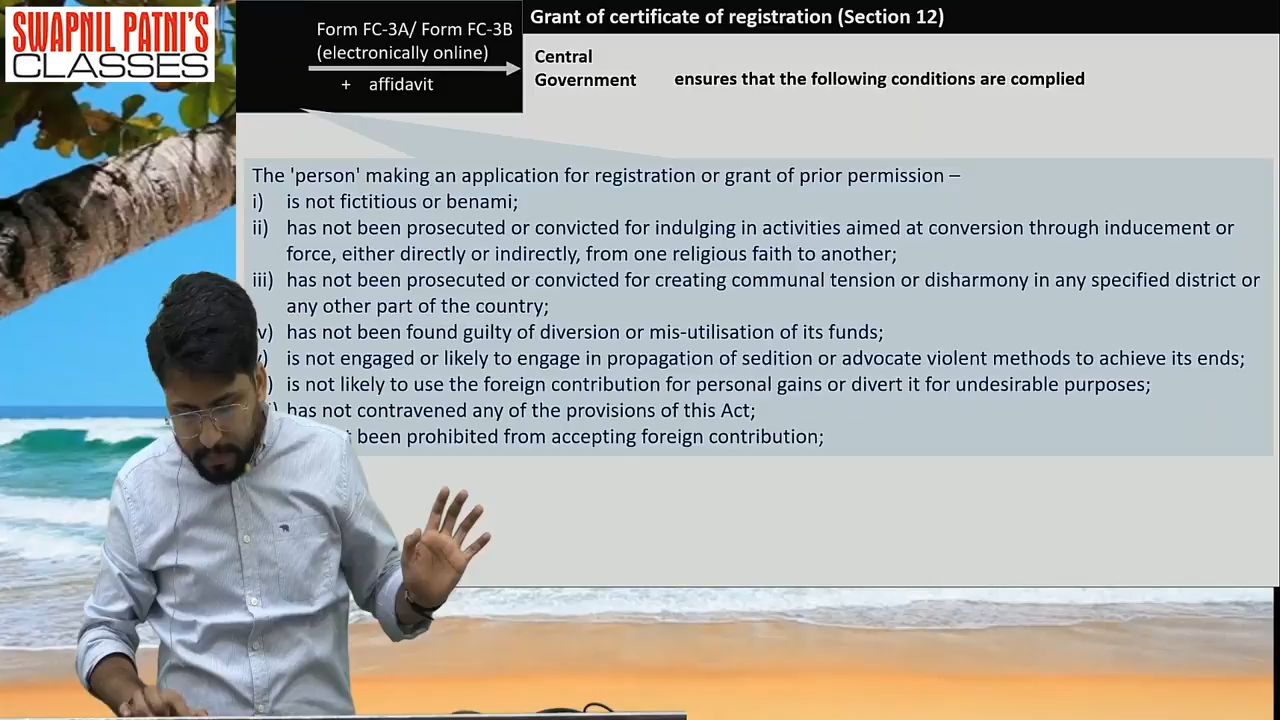 SWAPNIL PATNI'S
CLASSES
Form FC-3A/ Form FC-3B
(electronically online)
+ affidavit
Grant of certificate of registration (Section 12)
Central
Government
ensures that the following conditions are complied
The 'person' making an application for registration or grant of prior permission –
i) is not fictitious or benami;
ii) has not been prosecuted or convicted for indulging in activities aimed at conversion through inducement or
force, either directly or indirectly, from one religious faith to another;
iii) has not been prosecuted or convicted for creating communal tension or disharmony in any specified district or
any other part of the country;
v) has not been found guilty of diversion or mis-utilisation of its funds;
) is not engaged or likely to engage in propagation of sedition or advocate violent methods to achieve its ends;
) is not likely to use the foreign contribution for personal gains or divert it for undesirable purposes;
) has not contravened any of the provisions of this Act;
been prohibited from accepting foreign contribution;